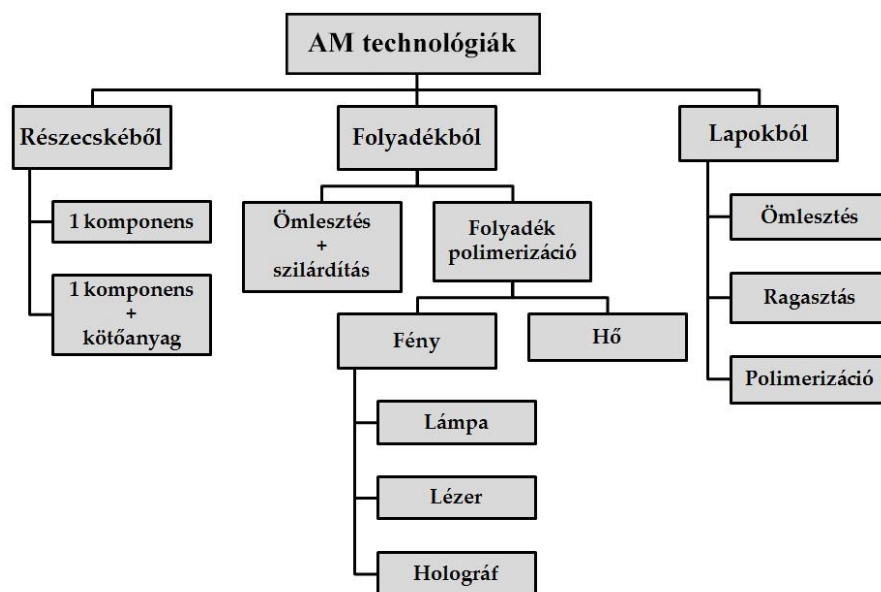 AM technológiák
Részecskéből
Folyadékból
Lapokból
1 komponens
1 komponens
+
kötőanyag
Ömlesztés
+
szilárdítás
Folyadék
polimerizáció
Fény
Hő
Lámpa
Lézer
Holográf
Ömlesztés
Ragasztás
Polimerizáció